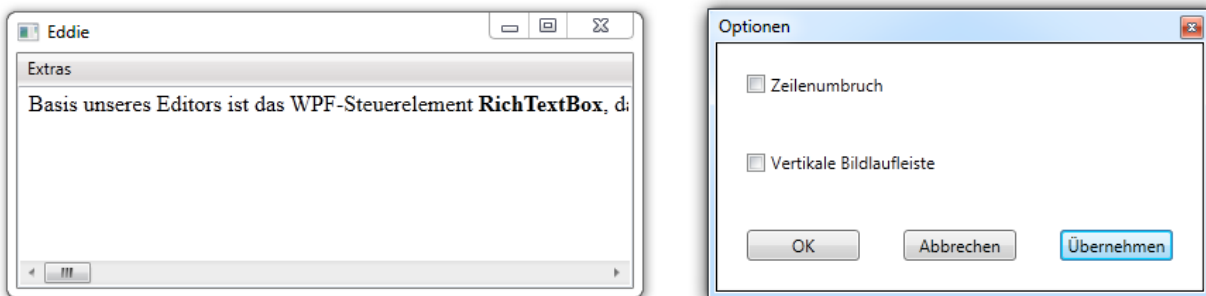 Eddie
Extras
Basis unseres Editors ist das WPF-Steuerelement RichTextBox, da
Optionen
Zeilenumbruch
Vertikale Bildlaufleiste
OK Abbrechen Übernehmen